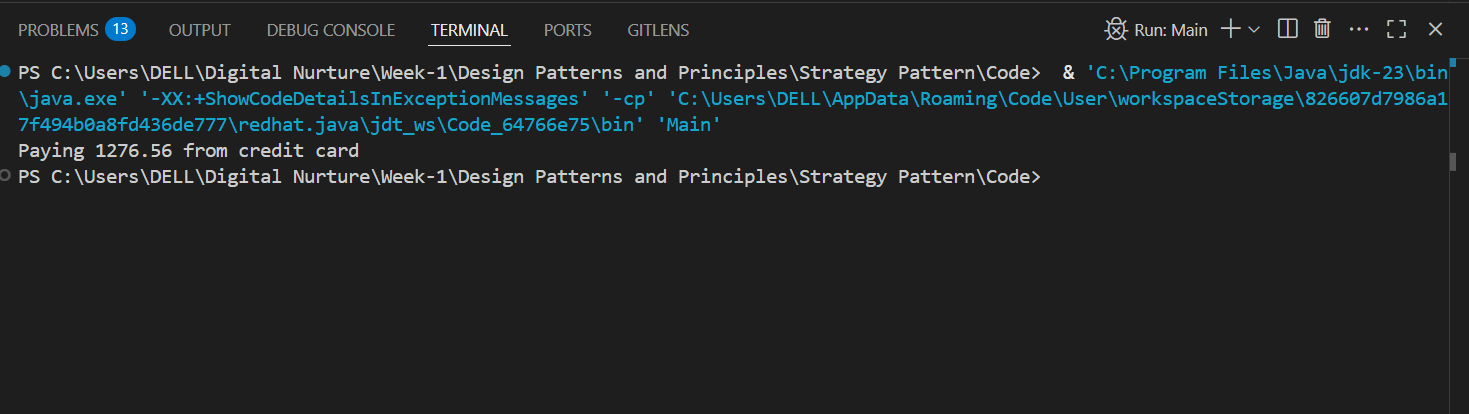 PROBLEMS 13 OUTPUT DEBUG CONSOLE TERMINAL PORTS GITLENS Run: Main
PS C:\Users\DELL\Digital Nurture\Week-1\Design Patterns and Principles\Strategy Pattern\Code>  & 'C:\Program Files\Java\jdk-23\bin
\java.exe' '-XX:+ShowCodeDetailsInExceptionMessages' '-cp' 'C:\Users\DELL\AppData\Roaming\Code\User\workspaceStorage\826607d7986a1
7f494b0a8fd436de777\redhat.java\jdt_ws\Code_64766e75\bin' 'Main'
Paying 1276.56 from credit card
PS C:\Users\DELL\Digital Nurture\Week-1\Design Patterns and Principles\Strategy Pattern\Code>